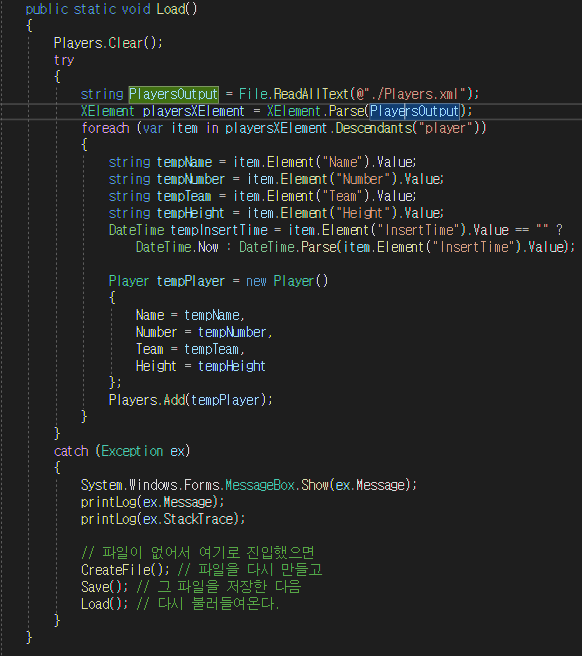 public static void Load()
{
Players.Clear();
try
{
string PlayersOutput = File.ReadAllText(@"./Players.xml");
XElement playersXElement = XElement.Parse(PlayersOutput);
foreach (var item in playersXElement.Descendants("player"))
{
string tempName = item.Element("Name").Value;
string tempNumber = item.Element("Number").Value;
string tempTeam = item.Element("Team").Value;
string tempHeight = item.Element("Height").Value;
DateTime tempInsertTime = item.Element("InsertTime").Value == "" ?
DateTime.Now : DateTime.Parse(item.Element("InsertTime").Value);
Player tempPlayer = new Player()
{
Name = tempName,
Number = tempNumber,
Team = tempTeam,
Height = tempHeight
};
Players.Add(tempPlayer);
}
}
catch (Exception ex)
{
System.Windows.Forms.MessageBox.Show(ex.Message);
printLog(ex.Message);
printLog(ex.StackTrace);
// 파일이 없어서 여기로 진입했으면
CreateFile(); // 파일을 다시 만들고
Save(); // 그 파일을 저장한 다음
Load(); // 다시 불러들여온다.
}
}